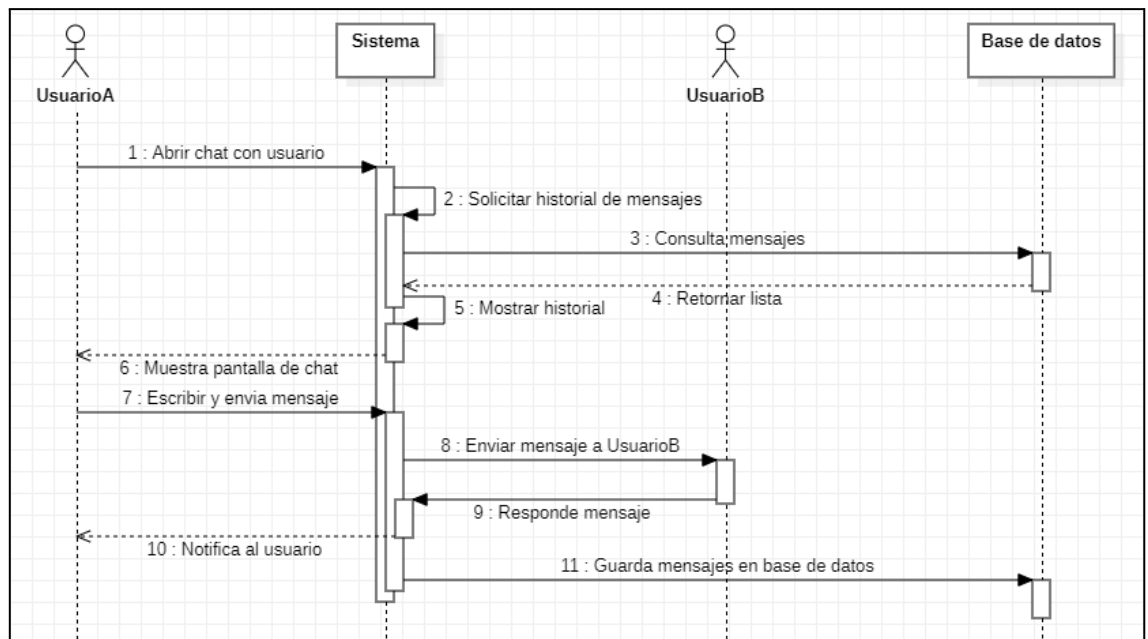 Sistema
Base de datos
UsuarioA
UsuarioB
1 : Abrir chat con usuario
2 : Solicitar historial de mensajes
3 : Consulta mensajes
4 : Retornar lista
5 : Mostrar historial
6 : Muestra pantalla de chat
7 : Escribir y envia mensaje
8 : Enviar mensaje a UsuarioB
9 : Responde mensaje
10 : Notifica al usuario
11 : Guarda mensajes en base de datos